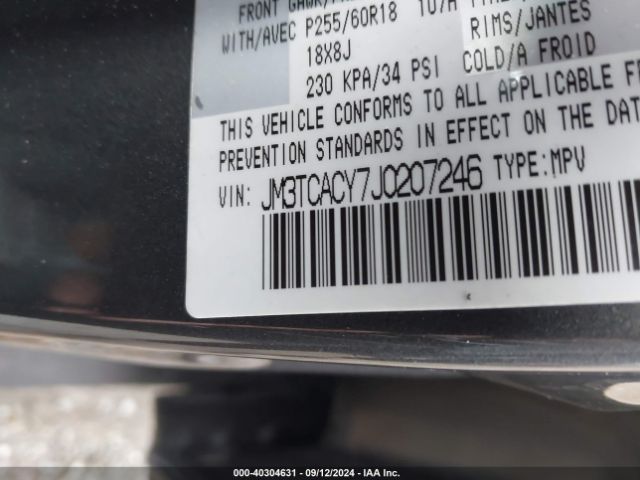 FRONT
WITH/AVEC P255/60R18
RIMS/JANTES
18X8J
COLD/A FROID
230 KPA/34 PSI
THIS VEHICLE CONFORMS TO ALL APPLICABLE
PREVENTION STANDARDS IN EFFECT ON THE DAT
VIN: JM3TCACY7J0207246 TYPE:MPV
000-40304631 - 09/12/2024 - IAA Inc.